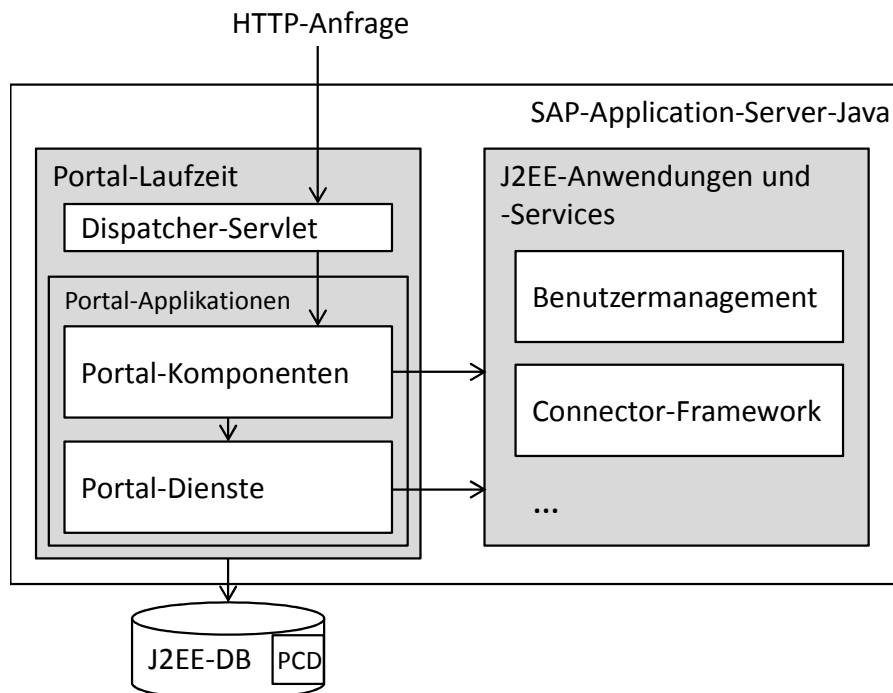 HTTP-Anfrage
SAP-Application-Server-Java
Portal-Laufzeit
Dispatcher-Servlet
Portal-Applikationen
Portal-Komponenten
Portal-Dienste
J2EE-Anwendungen und
-Services
Benutzermanagement
Connector-Framework
...
J2EE-DB
PCD